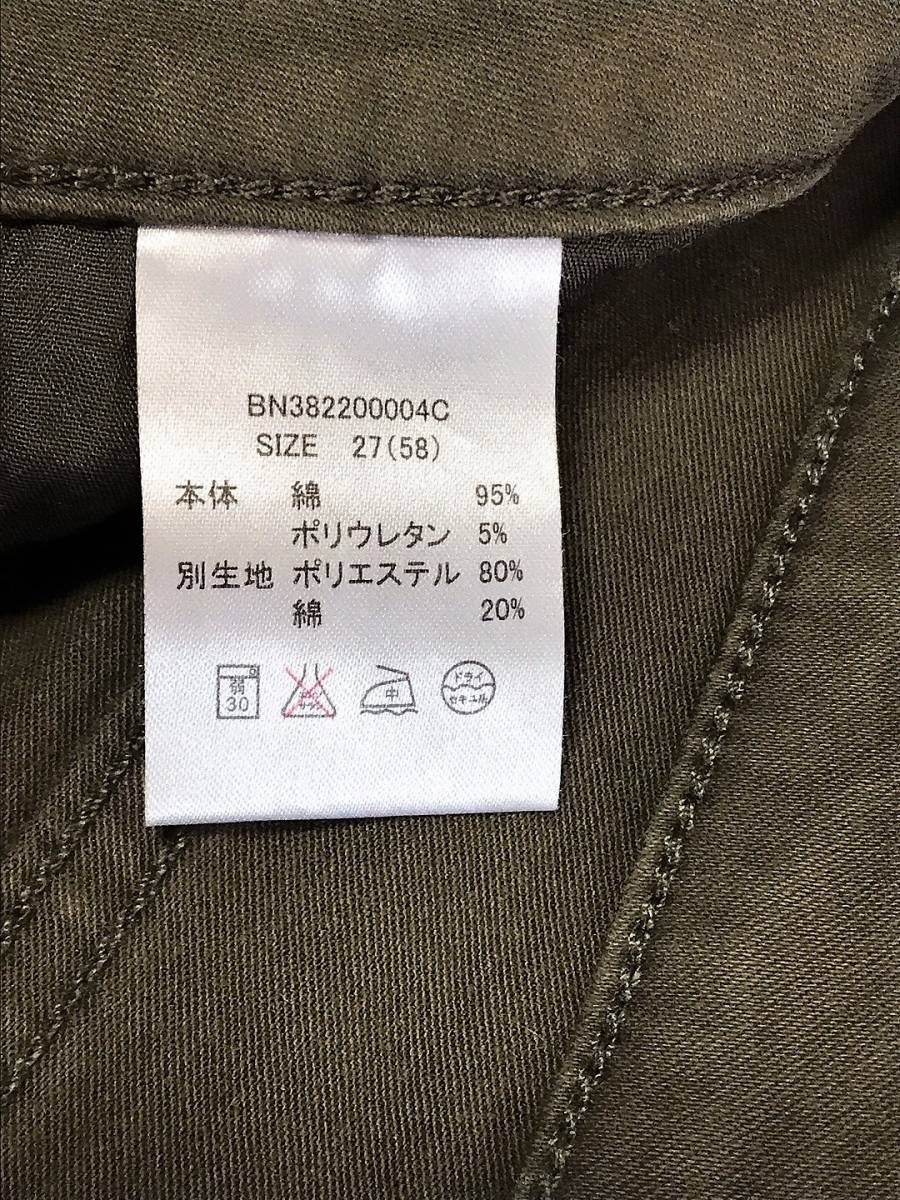 BN382200004C
SIZE 27(58)
本体 綿 95%
ポリウレタン 5%
別生地 ポリエステル 80%
綿 20%
弱 中 ドライ
30 セキユ系